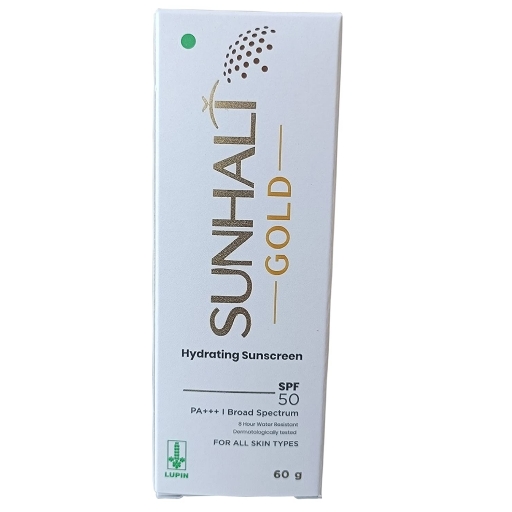 SUNHALT
GOLD
Hydrating Sunscreen
SPF
50
PA+++ I Broad Spectrum
8 Hour Water Resistant
Dermatologically tested
FOR ALL SKIN TYPES
LUPIN
60 g